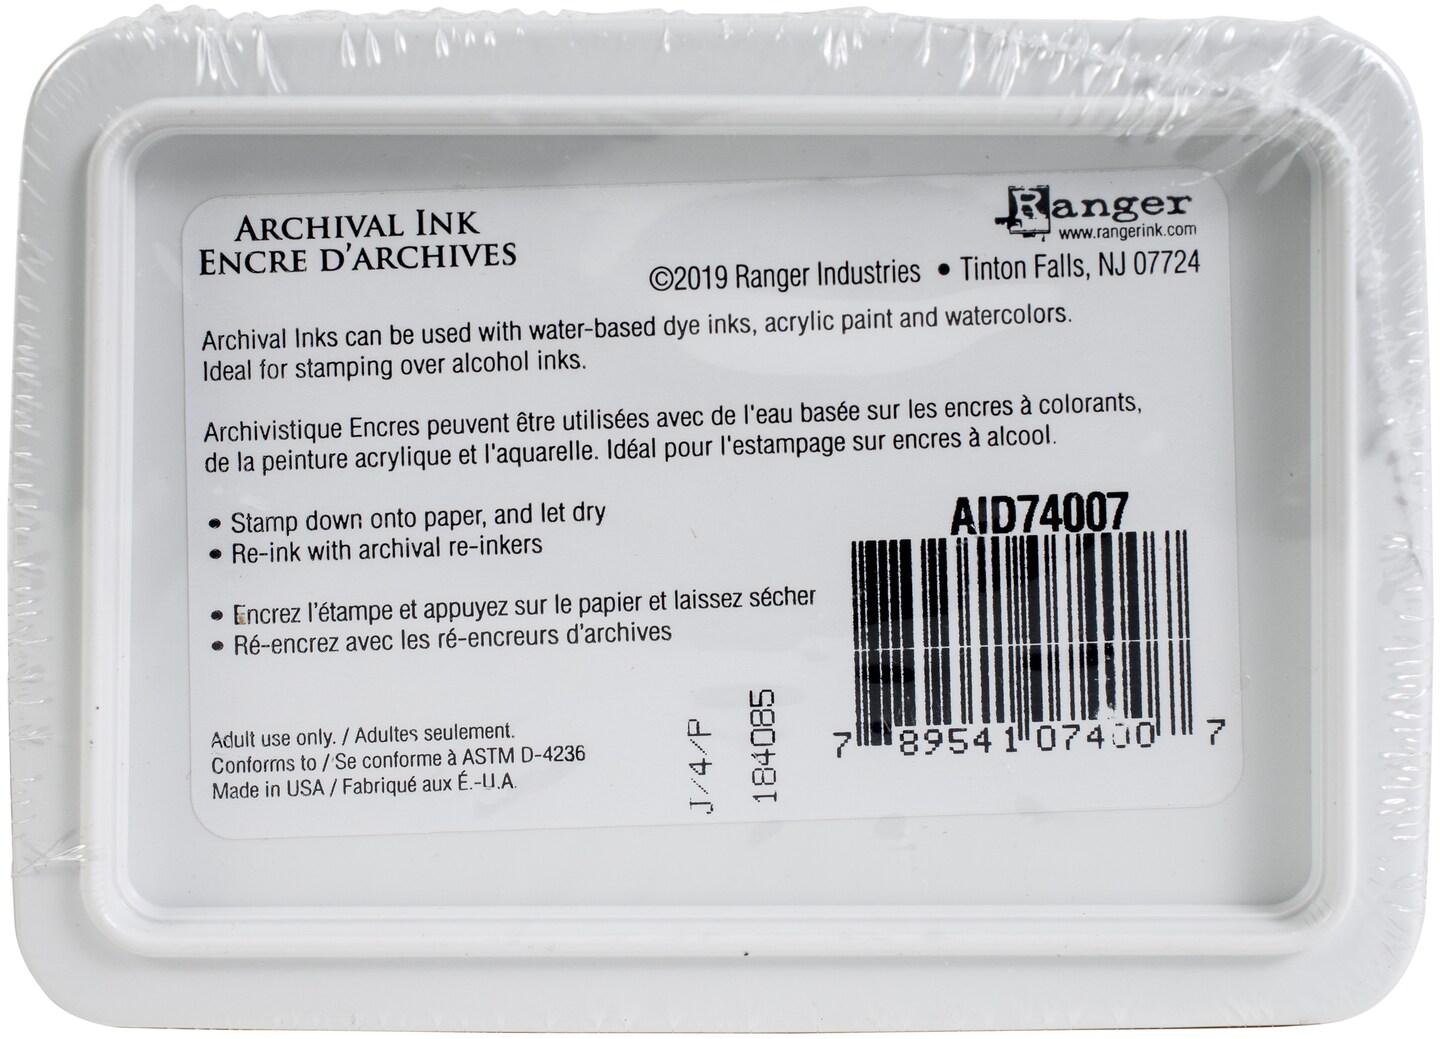 ARCHIVAL INK
ENCRE D'ARCHIVES
Ranger
www.rangerink.com
©2019 Ranger Industries • Tinton Falls, NJ 07724
Archival Inks can be used with water-based dye inks, acrylic paint and watercolors.
Ideal for stamping over alcohol inks.
Archivistique Encres peuvent être utilisées avec de l'eau basée sur les encres à colorants,
de la peinture acrylique et l'aquarelle. Idéal pour l'estampage sur encres à alcool.
• Stamp down onto paper, and let dry
• Re-ink with archival re-inkers
• Encrez l'étampe et appuyez sur le papier et laissez sécher
• Ré-encrez avec les ré-encreurs d'archives
Adult use only. / Adultes seulement.
Conforms to / Se conforme à ASTM D-4236
Made in USA / Fabriqué aux É.-U.A.
J/4/P
184085
AID74007
7 89541 07400 7